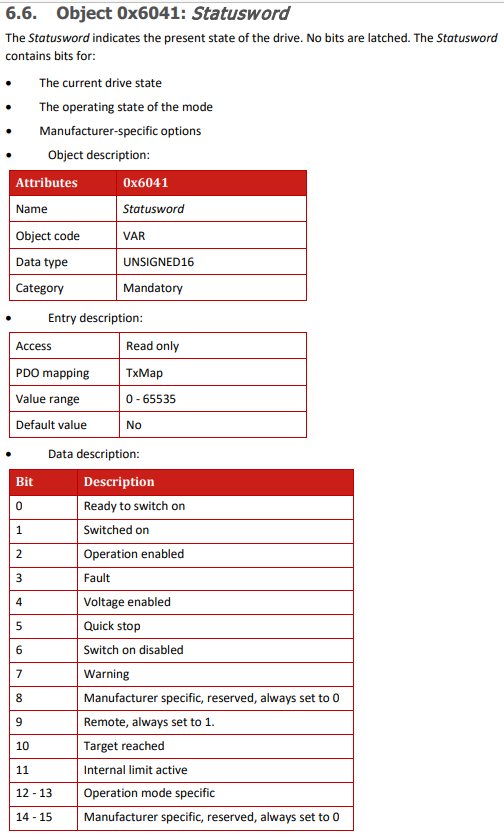 6.6. Object 0x6041: Statusword
The Statusword indicates the present state of the drive. No bits are latched. The Statusword
contains bits for:
• The current drive state
• The operating state of the mode
• Manufacturer-specific options
• Object description:
Attributes 0x6041
Name Statusword
Object code VAR
Data type UNSIGNED16
Category Mandatory
• Entry description:
Access Read only
PDO mapping TxMap
Value range 0 - 65535
Default value No
• Data description:
Bit Description
0 Ready to switch on
1 Switched on
2 Operation enabled
3 Fault
4 Voltage enabled
5 Quick stop
6 Switch on disabled
7 Warning
8 Manufacturer specific, reserved, always set to 0
9 Remote, always set to 1.
10 Target reached
11 Internal limit active
12 - 13 Operation mode specific
14 - 15 Manufacturer specific, reserved, always set to 0